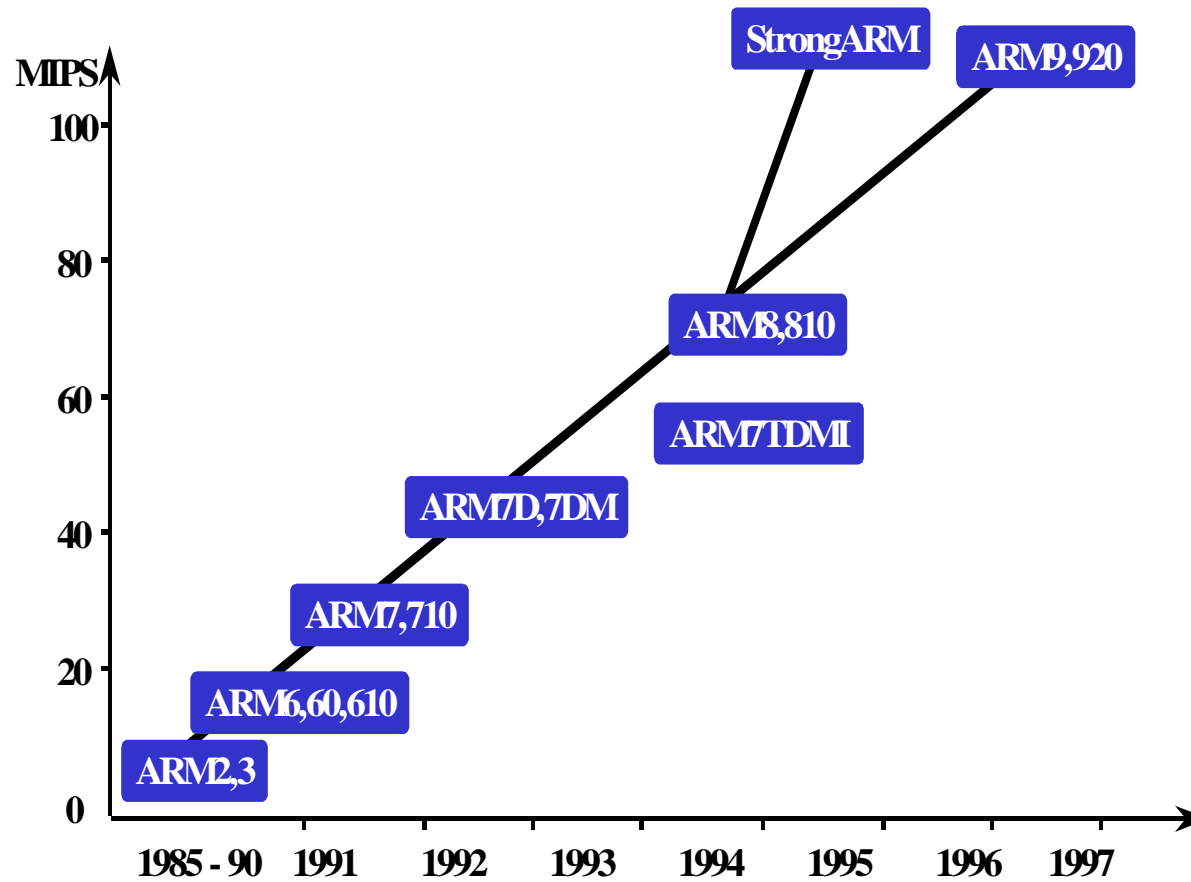 StrongARM
ARM9,920
MIPS
100
80
ARM8,810
60
ARM7TDMI
ARM7D,7DM
40
ARM7,710
20
ARM6,60,610
ARM2,3
0
1985 - 90 1991 1992 1993 1994 1995 1996 1997